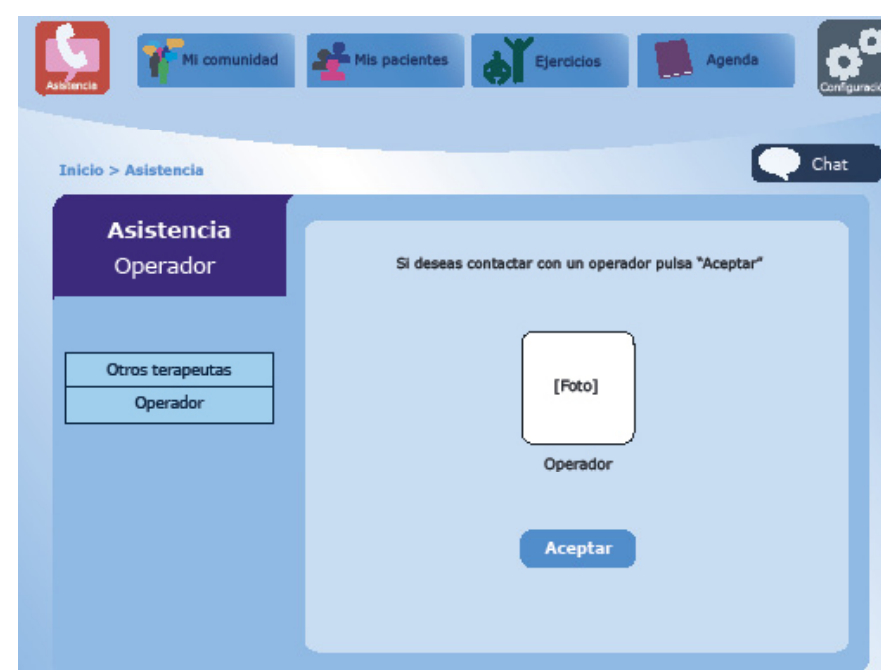 Asistencia
Mi comunidad
Mis pacientes
Ejercicios
Agenda
Configuració
Inicio > Asistencia
Chat
Asistencia
Operador
Si deseas contactar con un operador pulsa "Aceptar"
Otros terapeutas
Operador
[Foto]
Operador
Aceptar